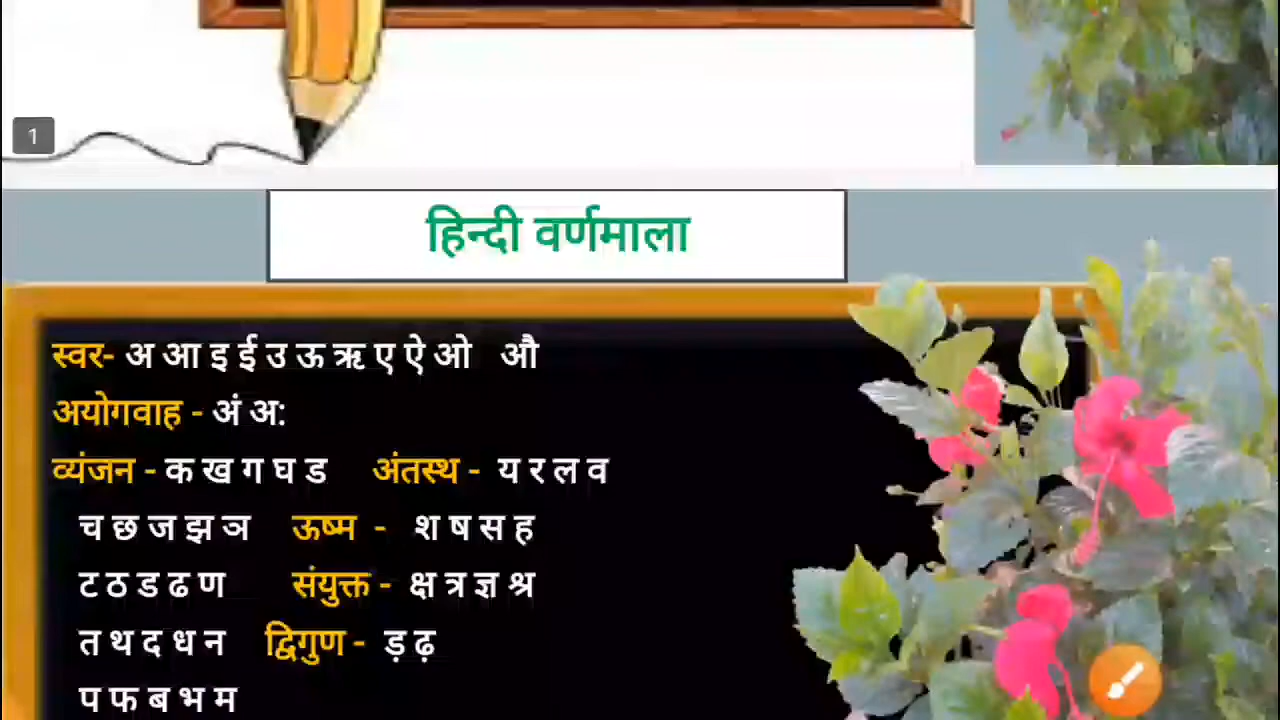 1
हिन्दी वर्णमाला
स्वर- अ आ इ ई उ ऊ ऋ ए ऐ ओ औ
अयोगवाह - अं अ:
व्यंजन - क ख ग घ ड अंतस्थ - य र ल व
च छ ज झ ञ ऊष्म - श ष स ह
ट ठ ड ढ ण संयुक्त - क्ष त्र ज्ञ श्र
त थ द ध न द्विगुण - ड़ ढ़
प फ ब भ म